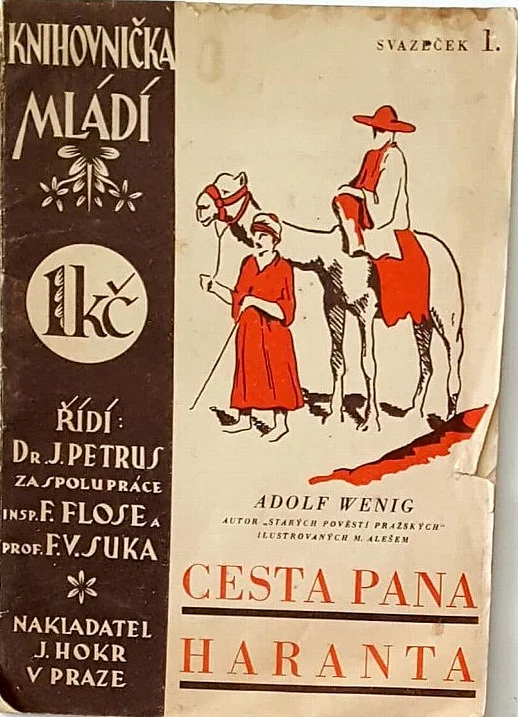 KNIHOVNIČKA
MLÁDÍ
1kč
ŘÍDÍ:
DR. J. PETRUS
ZA SPOLUPRÁCE
INSP. F. FLOSE A
PROF. F. V. SUKA
NAKLADATEL
J. HOKR
V PRAZE
SVAZEČEK 1.
ADOLF WENIG
AUTOR „STARÝCH POVĚSTÍ PRAŽSKÝCH“
ILUSTROVANÝCH M. ALEŠEM
CESTA PANA
HARANTA